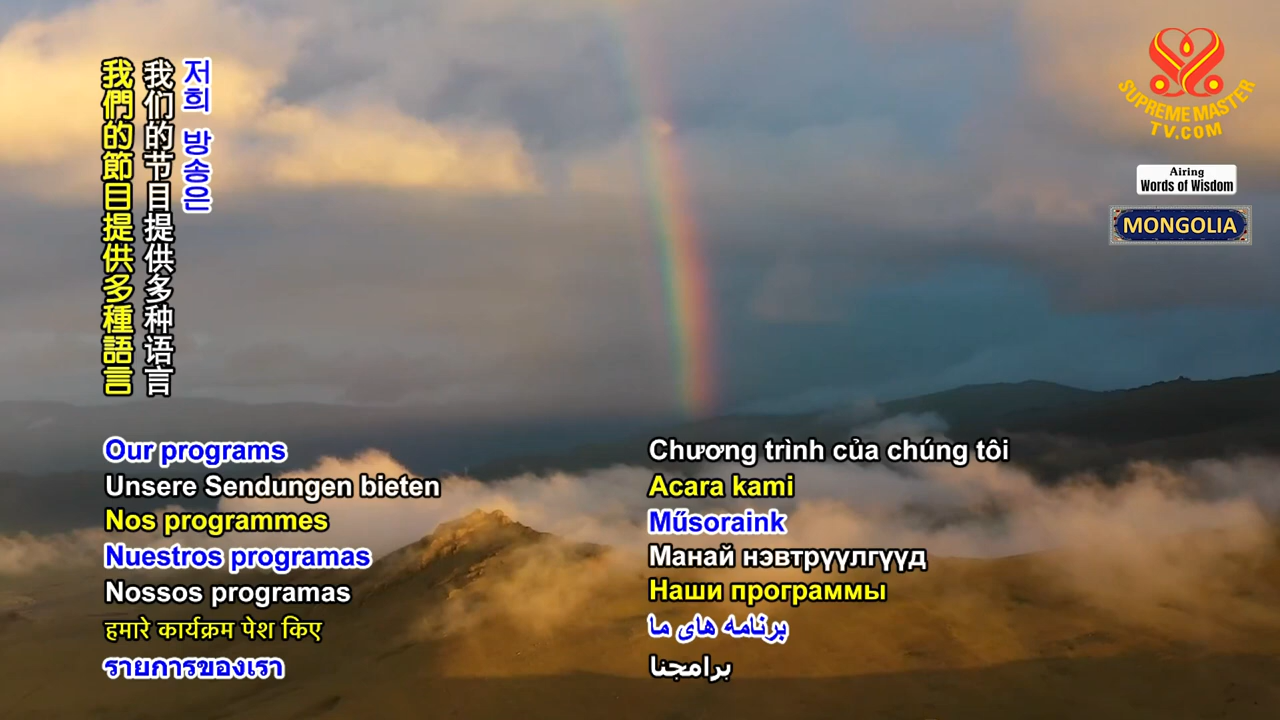 我們的節目提供多種語言
我们的节目提供多种语言
저희 방송은
SUPREME MASTER
TV.COM
Airing
Words of Wisdom
MONGOLIA
Our programs
Unsere Sendungen bieten
Nos programmes
Nuestros programas
Nossos programas
हमारे कार्यक्रम पेश किए
รายการของเรา
Chương trình của chúng tôi
Acara kami
Műsoraink
Манай нэвтрүүлгүүд
Наши программы
برنامه های ما
برامجنا